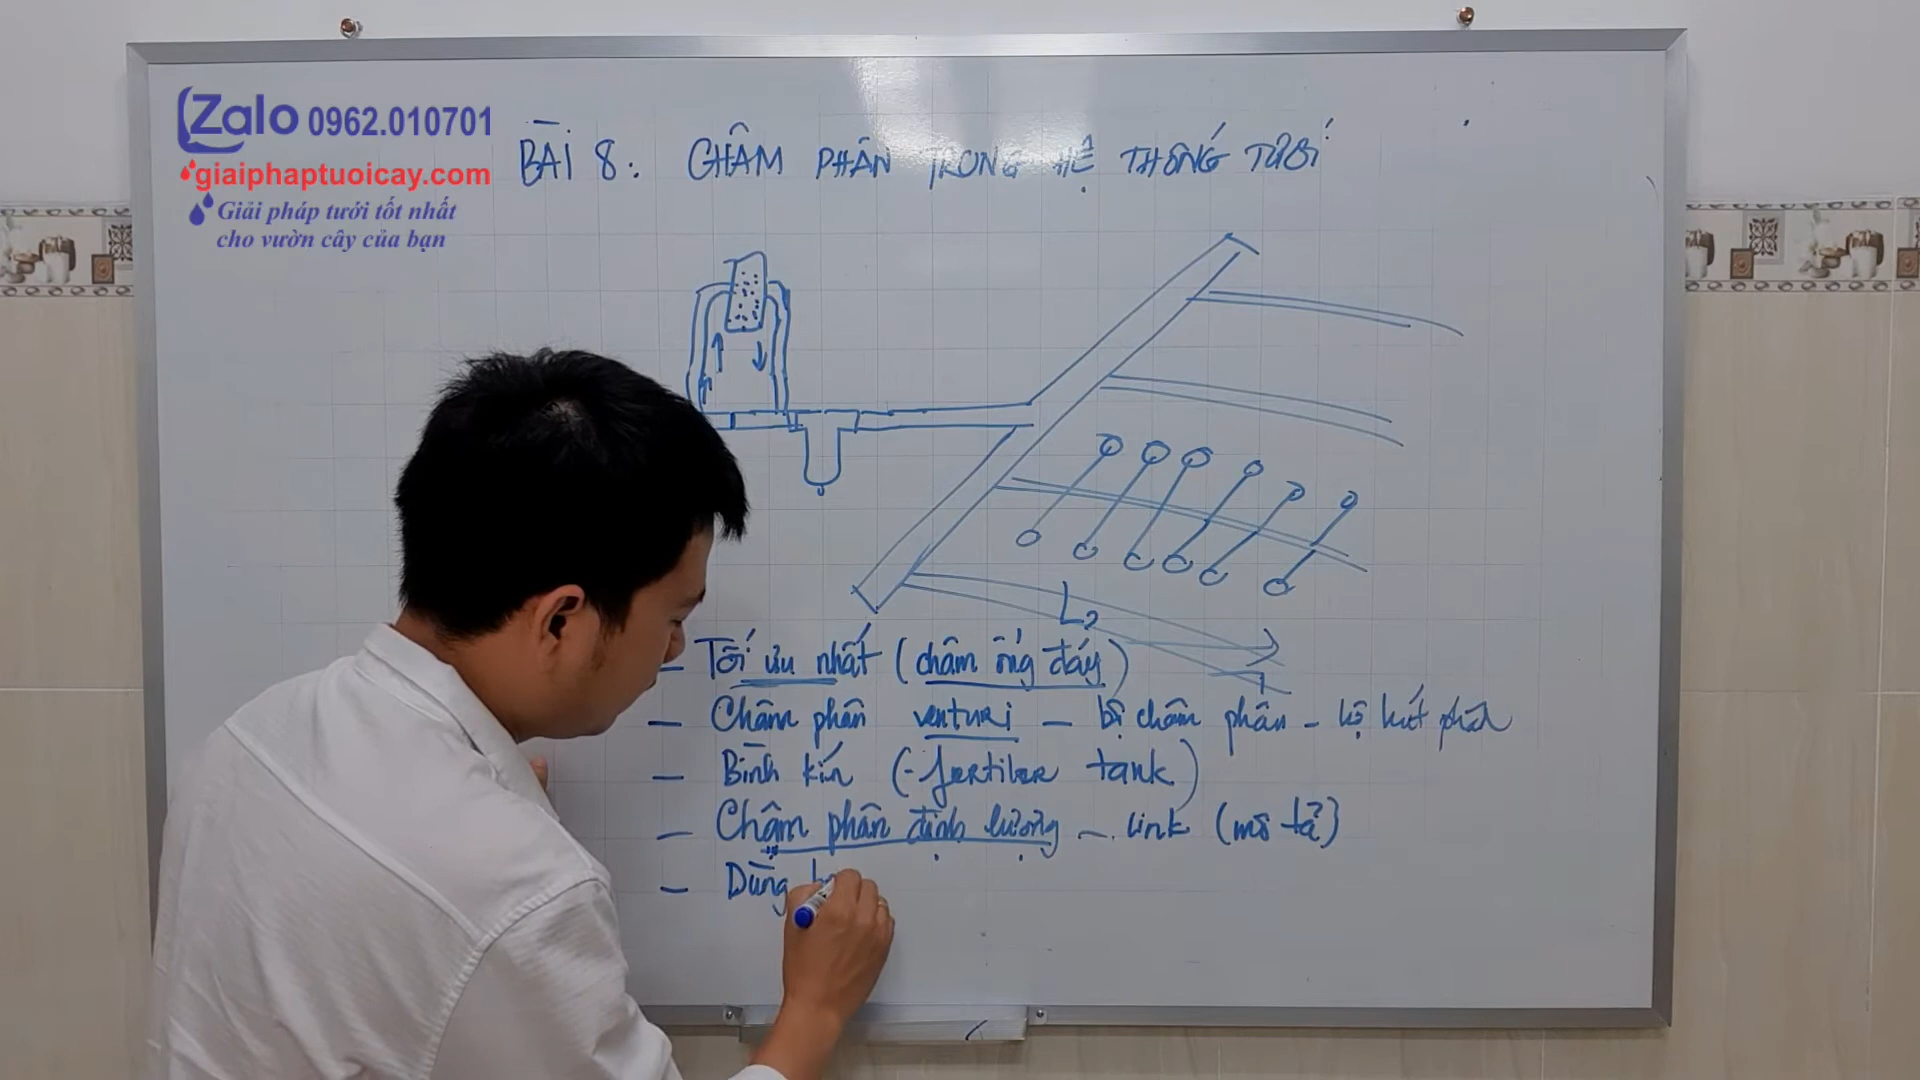 Zalo 0962.010701
giaiphaptuoicay.com
Giải pháp tưới tốt nhất
cho vườn cây của bạn
BÀI 8: CHÂM PHÂN TRONG HỆ THỐNG TƯỚI
L2
- Tối ưu nhất (châm ống đáy)
- Châm phân venturi - bộ châm phân - bộ hút phân
- Bình kín (fertilizer tank)
- Châm phân định lượng - link (mô tả)
- Dùng